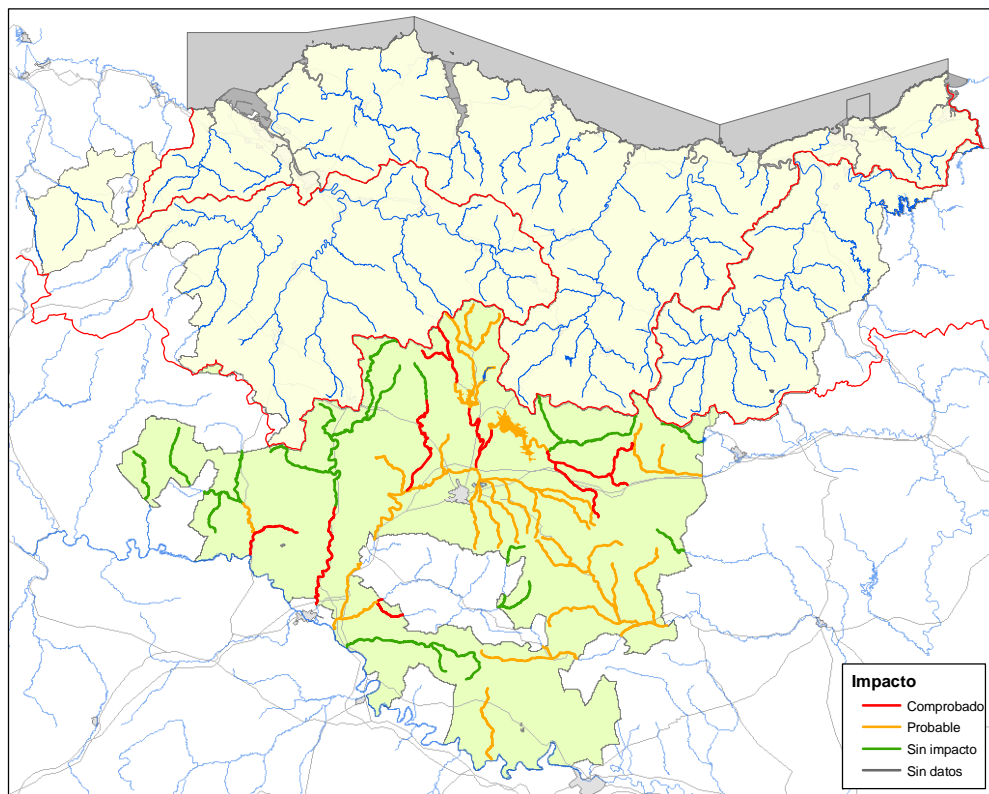 Impacto
Comprobado
Probable
Sin impacto
Sin datos